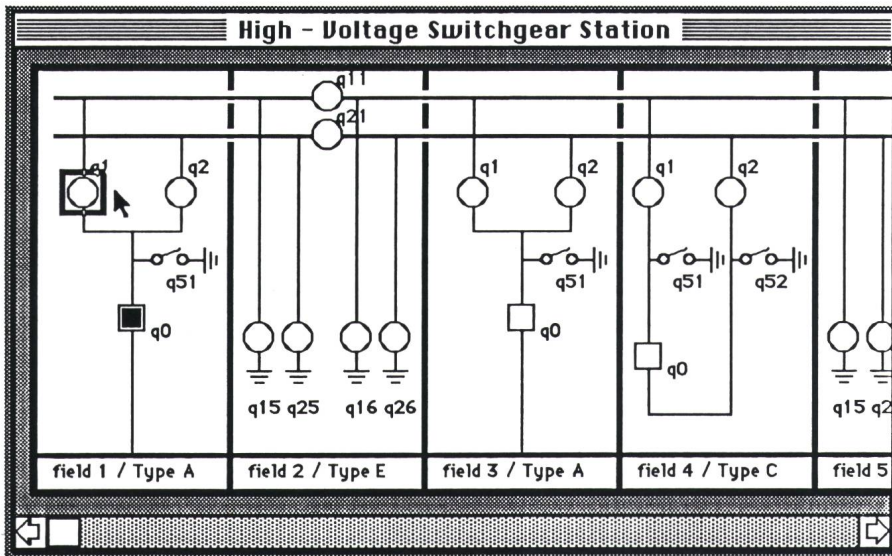 High - Voltage Switchgear Station
q11
q21
q1 q2 q1 q2 q1 q2
q51 q51 q51 q52
q0 q0 q0
q15 q25 q16 q26 q15 q2
field 1 / Type A field 2 / Type E field 3 / Type A field 4 / Type C field 5